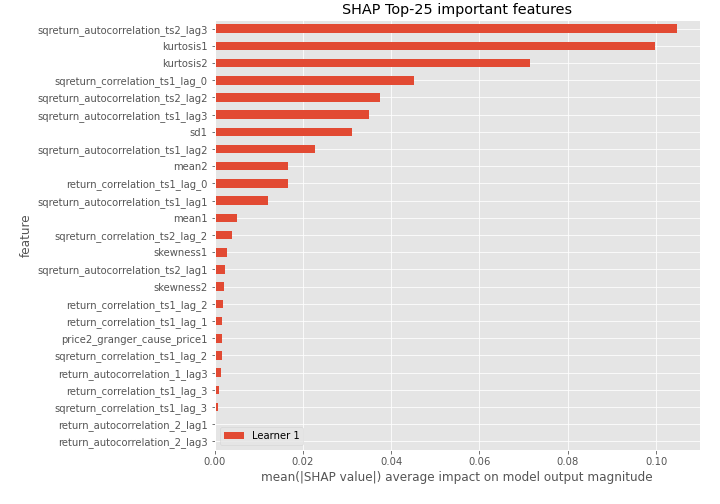 SHAP Top-25 important features
sqreturn_autocorrelation_ts2_lag3
kurtosis1
kurtosis2
sqreturn_correlation_ts1_lag_0
sqreturn_autocorrelation_ts2_lag2
sqreturn_autocorrelation_ts1_lag3
sd1
sqreturn_autocorrelation_ts1_lag2
mean2
return_correlation_ts1_lag_0
sqreturn_autocorrelation_ts1_lag1
mean1
sqreturn_correlation_ts2_lag_2
skewness1
sqreturn_autocorrelation_ts2_lag1
skewness2
return_correlation_ts1_lag_2
return_correlation_ts1_lag_1
price2_granger_cause_price1
sqreturn_correlation_ts1_lag_2
return_autocorrelation_1_lag3
return_correlation_ts1_lag_3
sqreturn_correlation_ts1_lag_3
return_autocorrelation_2_lag1
return_autocorrelation_2_lag3
feature
Learner 1
0.00 0.02 0.04 0.06 0.08 0.10
mean(|SHAP value|) average impact on model output magnitude